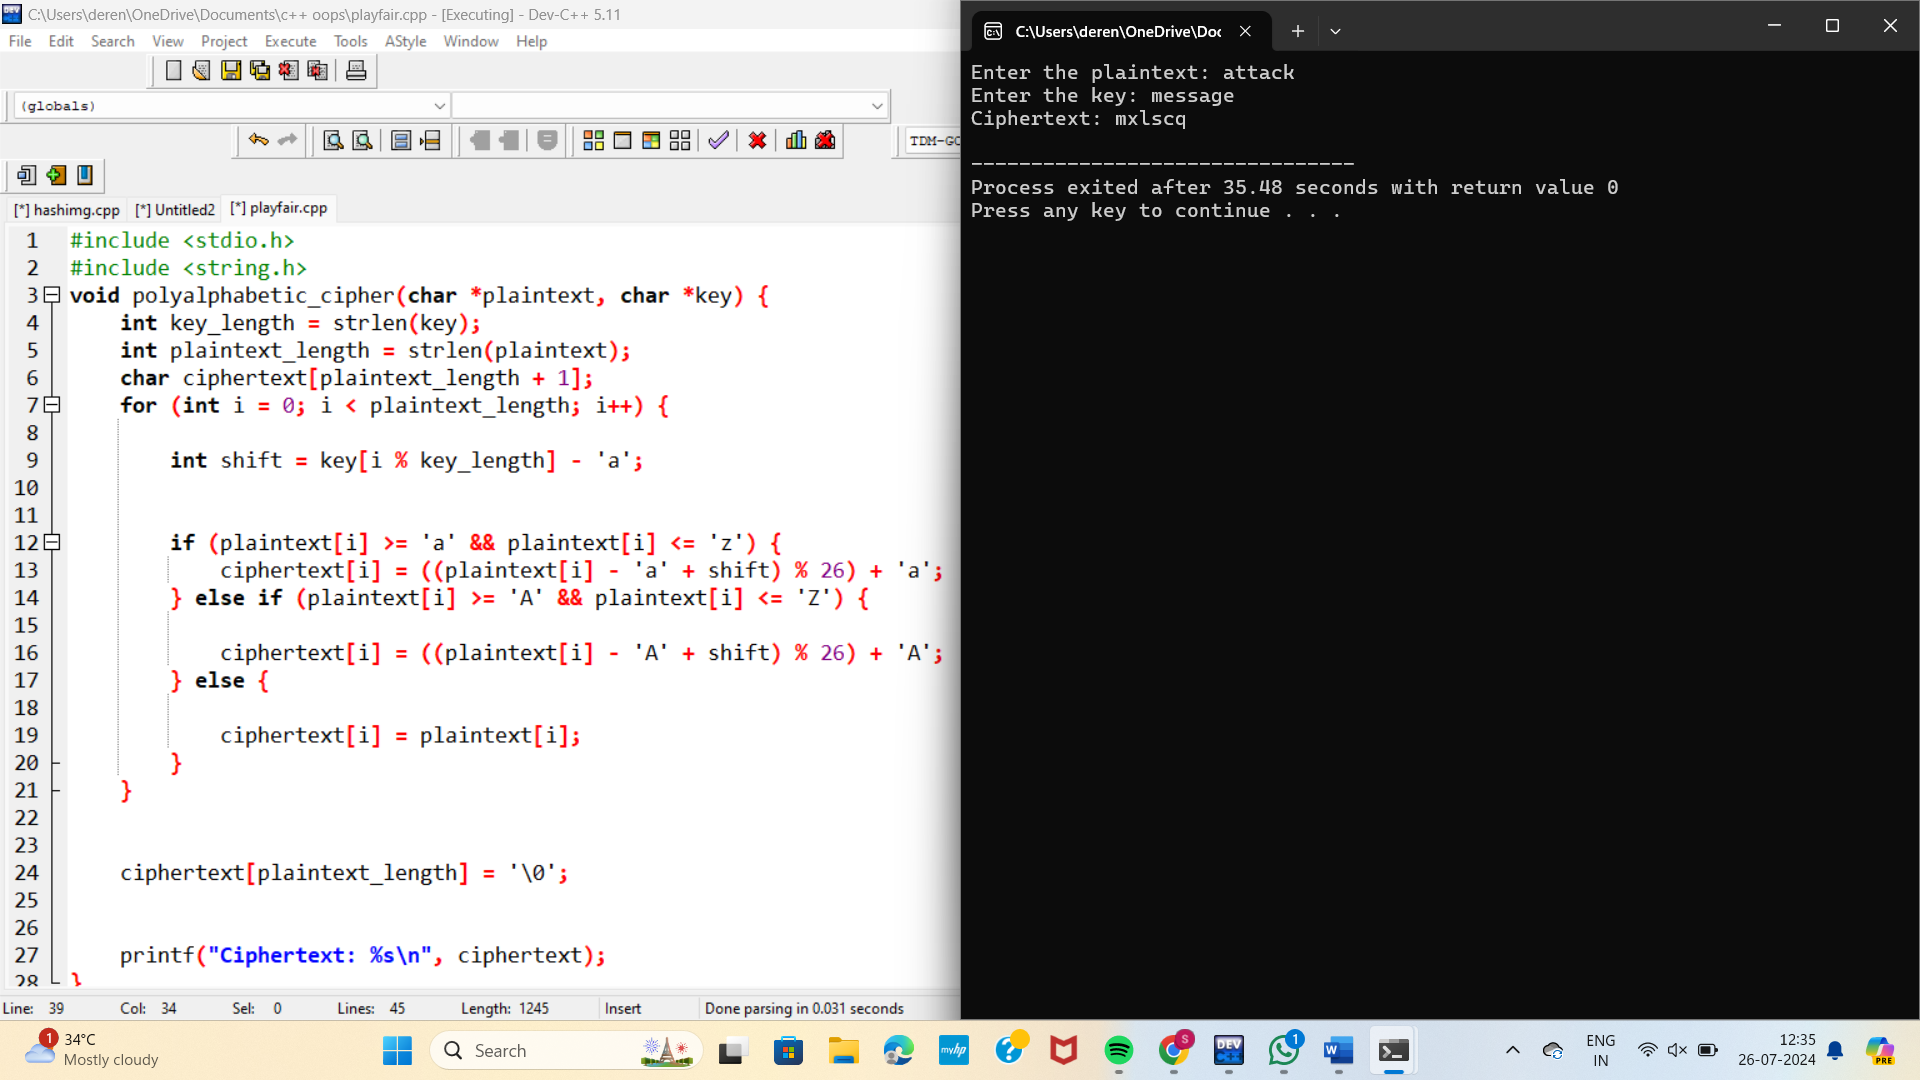 C:\Users\deren\OneDrive\Documents\c++ oops\playfair.cpp - [Executing] - Dev-C++ 5.11
File Edit Search View Project Execute Tools AStyle Window Help
(globals)
TDM-GC
[*] hashimg.cpp [*] Untitled2 [*] playfair.cpp
1 #include <stdio.h>
2 #include <string.h>
3 void polyalphabetic_cipher(char *plaintext, char *key) {
4 int key_length = strlen(key);
5 int plaintext_length = strlen(plaintext);
6 char ciphertext[plaintext_length + 1];
7 for (int i = 0; i < plaintext_length; i++) {
8
9 int shift = key[i % key_length] - 'a';
10
11
12 if (plaintext[i] >= 'a' && plaintext[i] <= 'z') {
13 ciphertext[i] = ((plaintext[i] - 'a' + shift) % 26) + 'a';
14 } else if (plaintext[i] >= 'A' && plaintext[i] <= 'Z') {
15
16 ciphertext[i] = ((plaintext[i] - 'A' + shift) % 26) + 'A';
17 } else {
18
19 ciphertext[i] = plaintext[i];
20 }
21 }
22
23
24 ciphertext[plaintext_length] = '\0';
25
26
27 printf("Ciphertext: %s\n", ciphertext);
28 }
Line: 39 Col: 34 Sel: 0 Lines: 45 Length: 1245 Insert Done parsing in 0.031 seconds
C:\Users\deren\OneDrive\Doc
Enter the plaintext: attack
Enter the key: message
Ciphertext: mxlscq
--------------------------------
Process exited after 35.48 seconds with return value 0
Press any key to continue . . .
1
34°C
Mostly cloudy
Search
myhp
S
DEV
C++
1
W
ENG
IN
12:35
26-07-2024
PRE